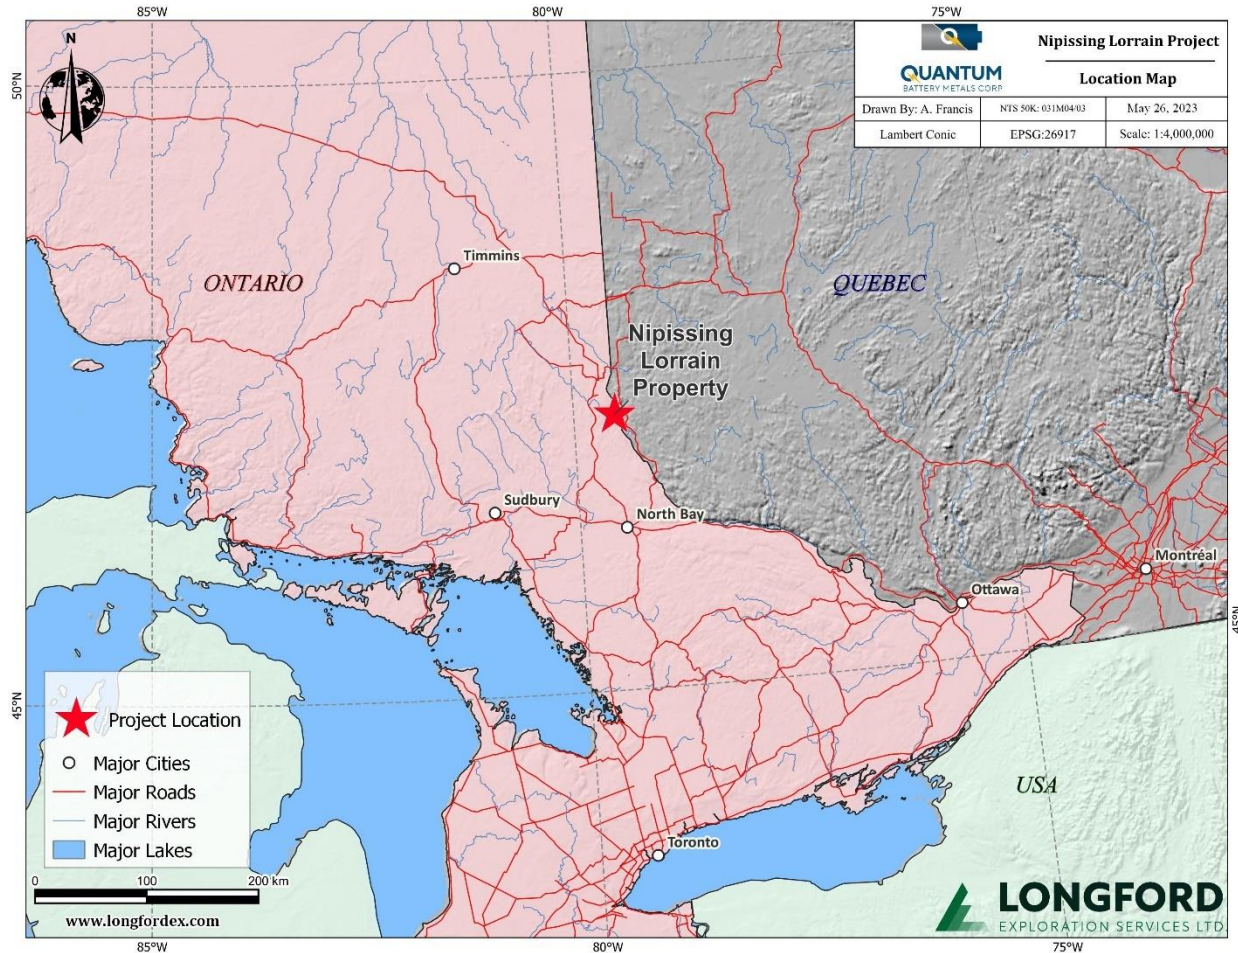 85°W
80°W
75°W
N
50°N
QUANTUM
BATTERY METALS CORP
Nipissing Lorrain Project
Location Map
Drawn By: A. Francis
NTS 50K: 031M04/03
May 26, 2023
Lambert Conic
EPSG:26917
Scale: 1:4,000,000
Timmins
ONTARIO
QUEBEC
Nipissing
Lorrain
Property
Sudbury
North Bay
Montréal
Ottawa
45°N
45°N
Project Location
Major Cities
Major Roads
Major Rivers
Major Lakes
USA
Toronto
0
100
200 km
www.longfordex.com
LONGFORD
EXPLORATION SERVICES LTD.
85°W
80°W
75°W